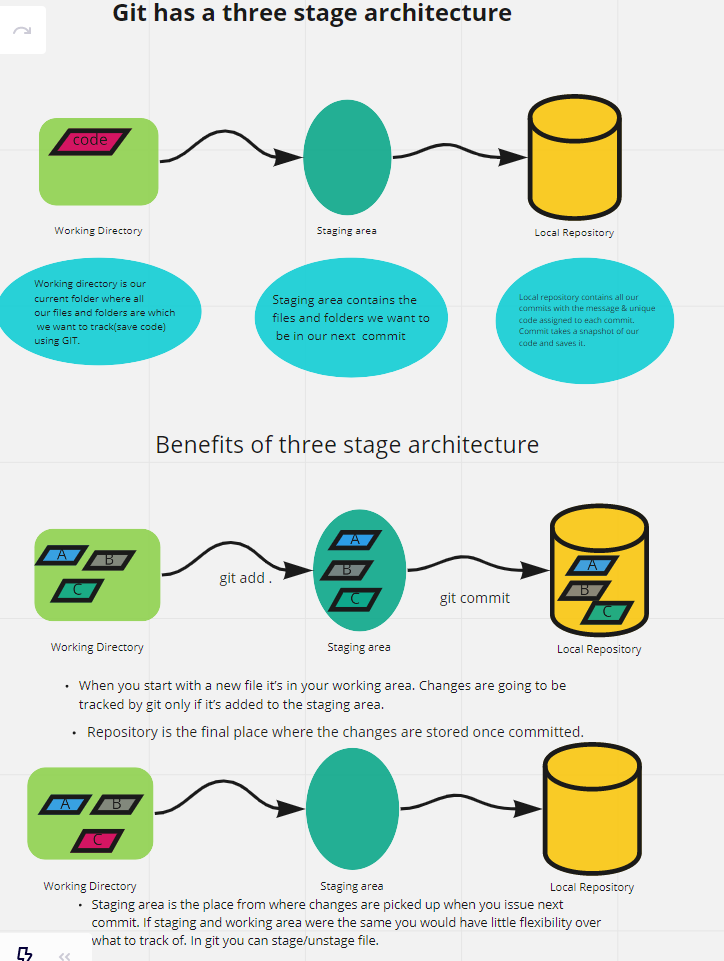 Git has a three stage architecture
code
Working Directory
Staging area
Local Repository
Working directory is our
current folder where all
our files and folders are which
we want to track(save code)
using GIT.
Staging area contains the
files and folders we want to
be in our next commit
Local repository contains all our
commits with the message & unique
code assigned to each commit.
Commit takes a snapshot of our
code and saves it.
Benefits of three stage architecture
A
B
C
git add .
A
B
C
git commit
A
B
C
Working Directory
Staging area
Local Repository
• When you start with a new file it's in your working area. Changes are going to be
tracked by git only if it's added to the staging area.
• Repository is the final place where the changes are stored once committed.
A
B
C
Working Directory
Staging area
Local Repository
• Staging area is the place from where changes are picked up when you issue next
commit. If staging and working area were the same you would have little flexibility over
what to track of. In git you can stage/unstage file.